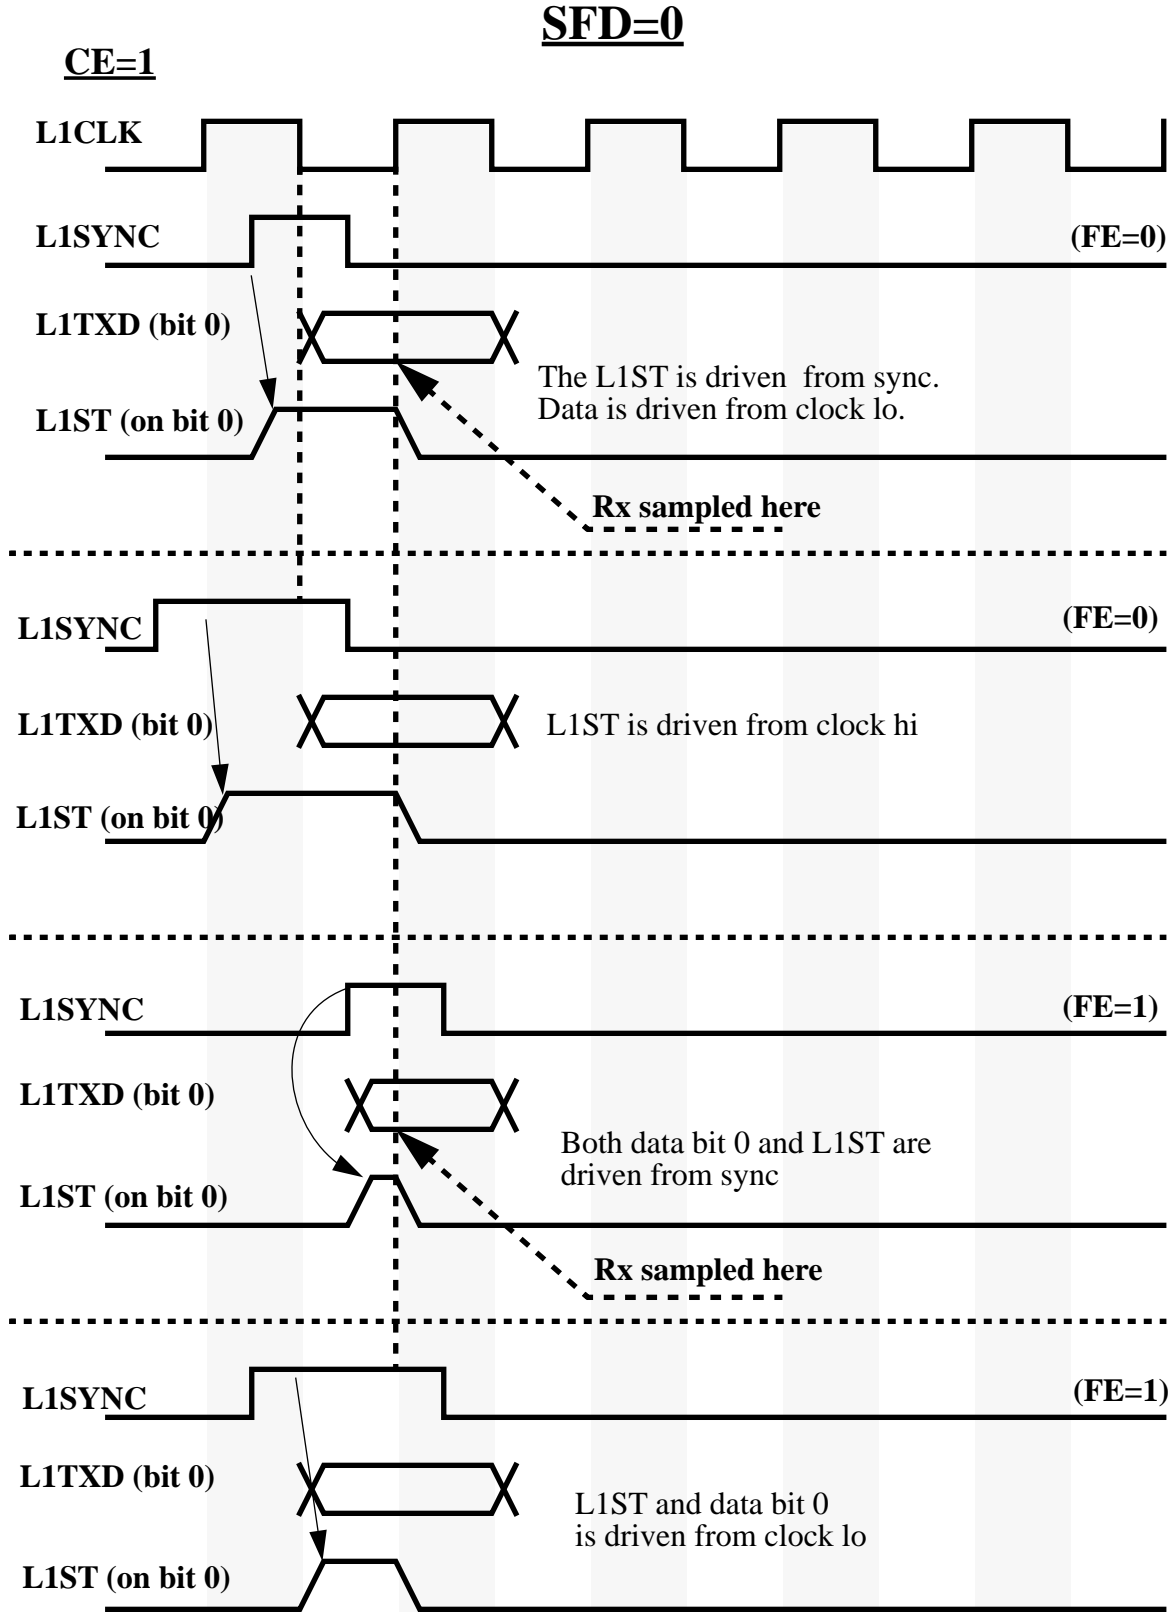 SFD=0
CE=1
L1CLK
L1SYNC
(FE=0)
L1TXD (bit 0)
The L1ST is driven from sync.
Data is driven from clock lo.
L1ST (on bit 0)
Rx sampled here
L1SYNC
(FE=0)
L1TXD (bit 0)
L1ST is driven from clock hi
L1ST (on bit 0)
L1SYNC
(FE=1)
L1TXD (bit 0)
Both data bit 0 and L1ST are
driven from sync
L1ST (on bit 0)
Rx sampled here
L1SYNC
(FE=1)
L1TXD (bit 0)
L1ST and data bit 0
is driven from clock lo
L1ST (on bit 0)